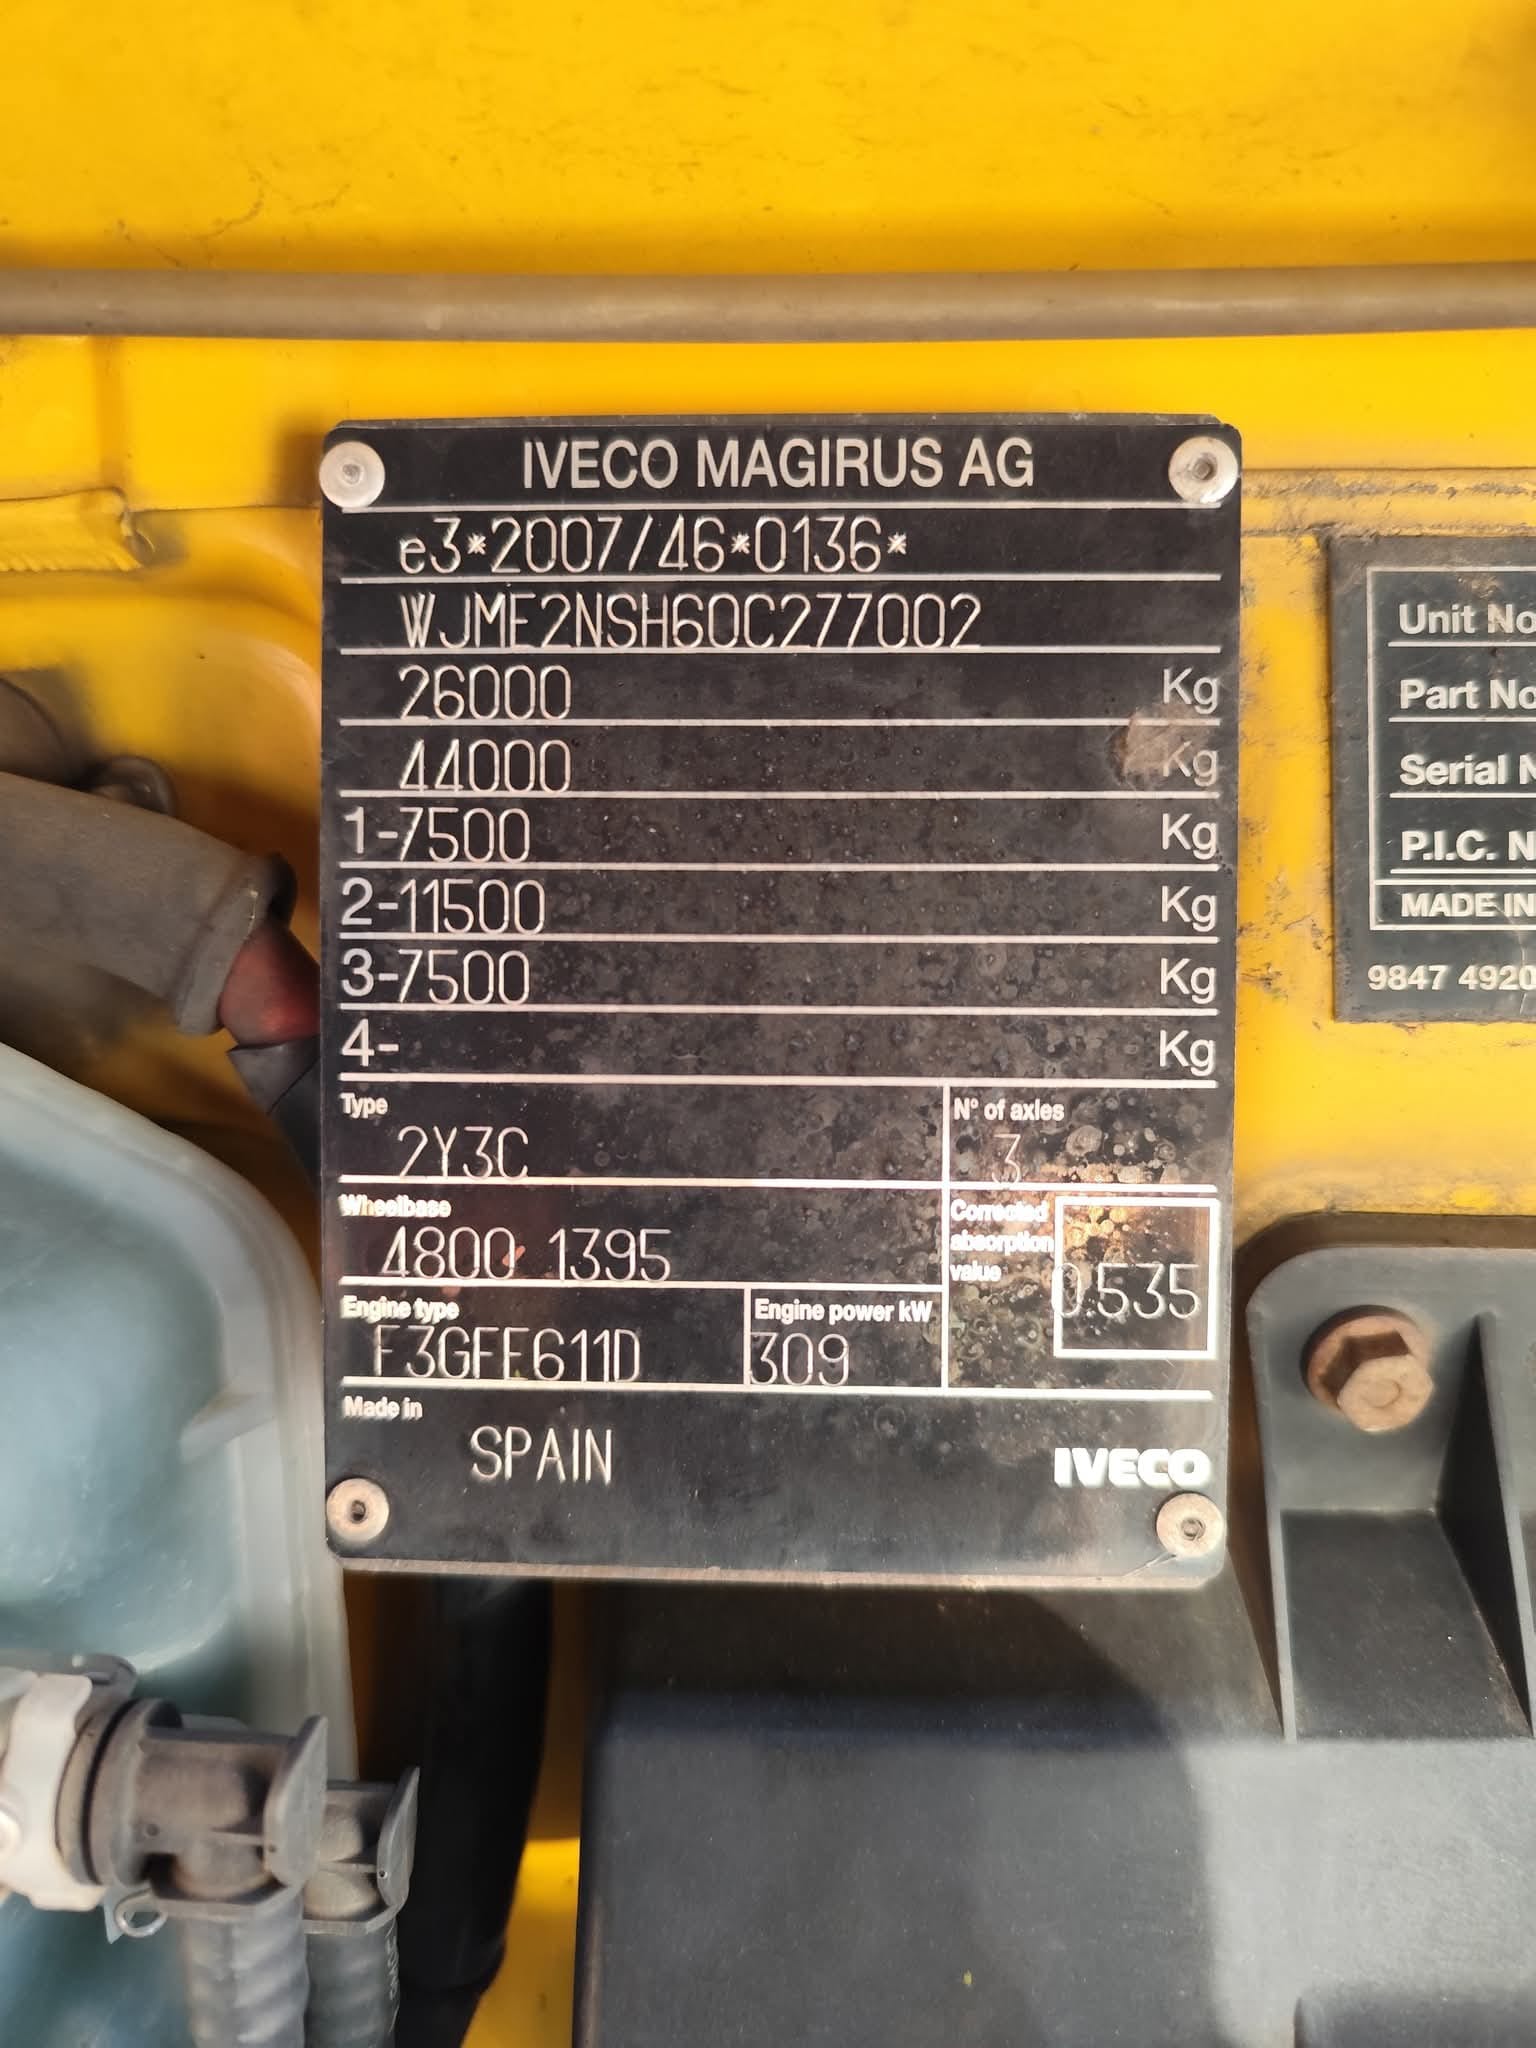 IVECO MAGIRUS AG
e3*2007/46*0136*
WJME2NSH60C277002
26000 Kg
44000 Kg
1-7500 Kg
2-11500 Kg
3-7500 Kg
4- Kg
Type
2Y3C
N° of axles
3
Wheelbase
4800 1395
Corrected
absorption
value
0.535
Engine type
F3GFE611D
Engine power kW
309
Made in
SPAIN
IVECO
Unit No
Part No
Serial N
P.I.C. N
MADE IN
9847 4920